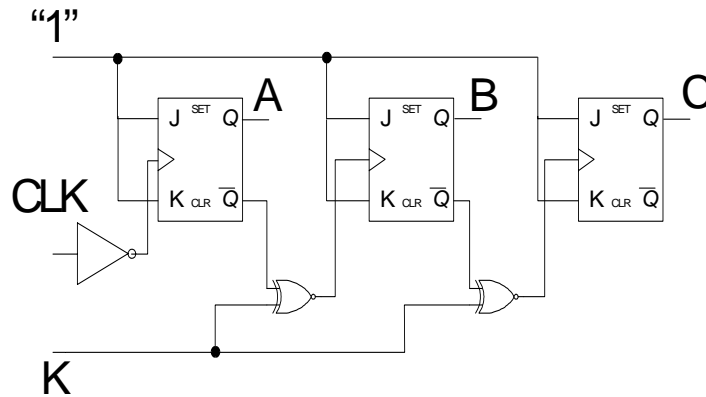 “1”
A
B
C
J SET Q
K CLR Q̅
J SET Q
K CLR Q̅
J SET Q
K CLR Q̅
CLK
K